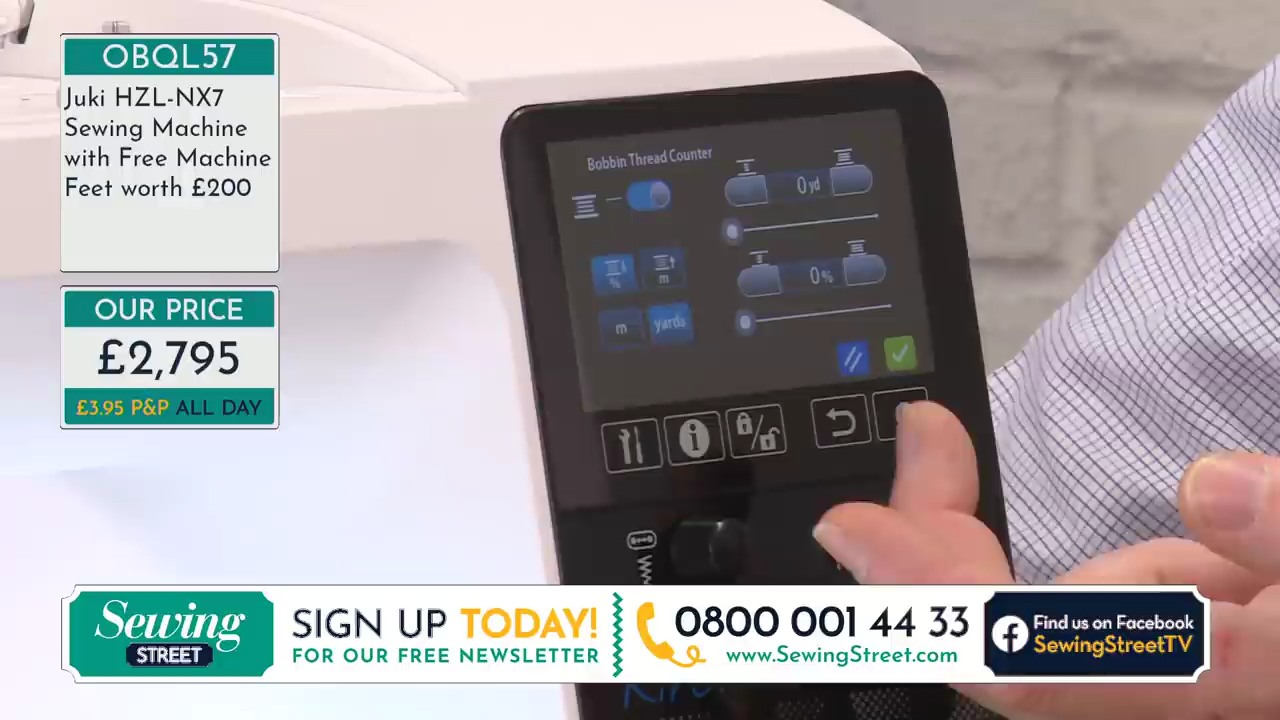 OBQL57
Juki HZL-NX7
Sewing Machine
with Free Machine
Feet worth £200
OUR PRICE
£2,795
£3.95 P&P ALL DAY
Bobbin Thread Counter
0 yd
% m
0 %
m yards
Sewing
STREET
SIGN UP TODAY!
FOR OUR FREE NEWSLETTER
0800 001 44 33
www.SewingStreet.com
Find us on Facebook
SewingStreetTV